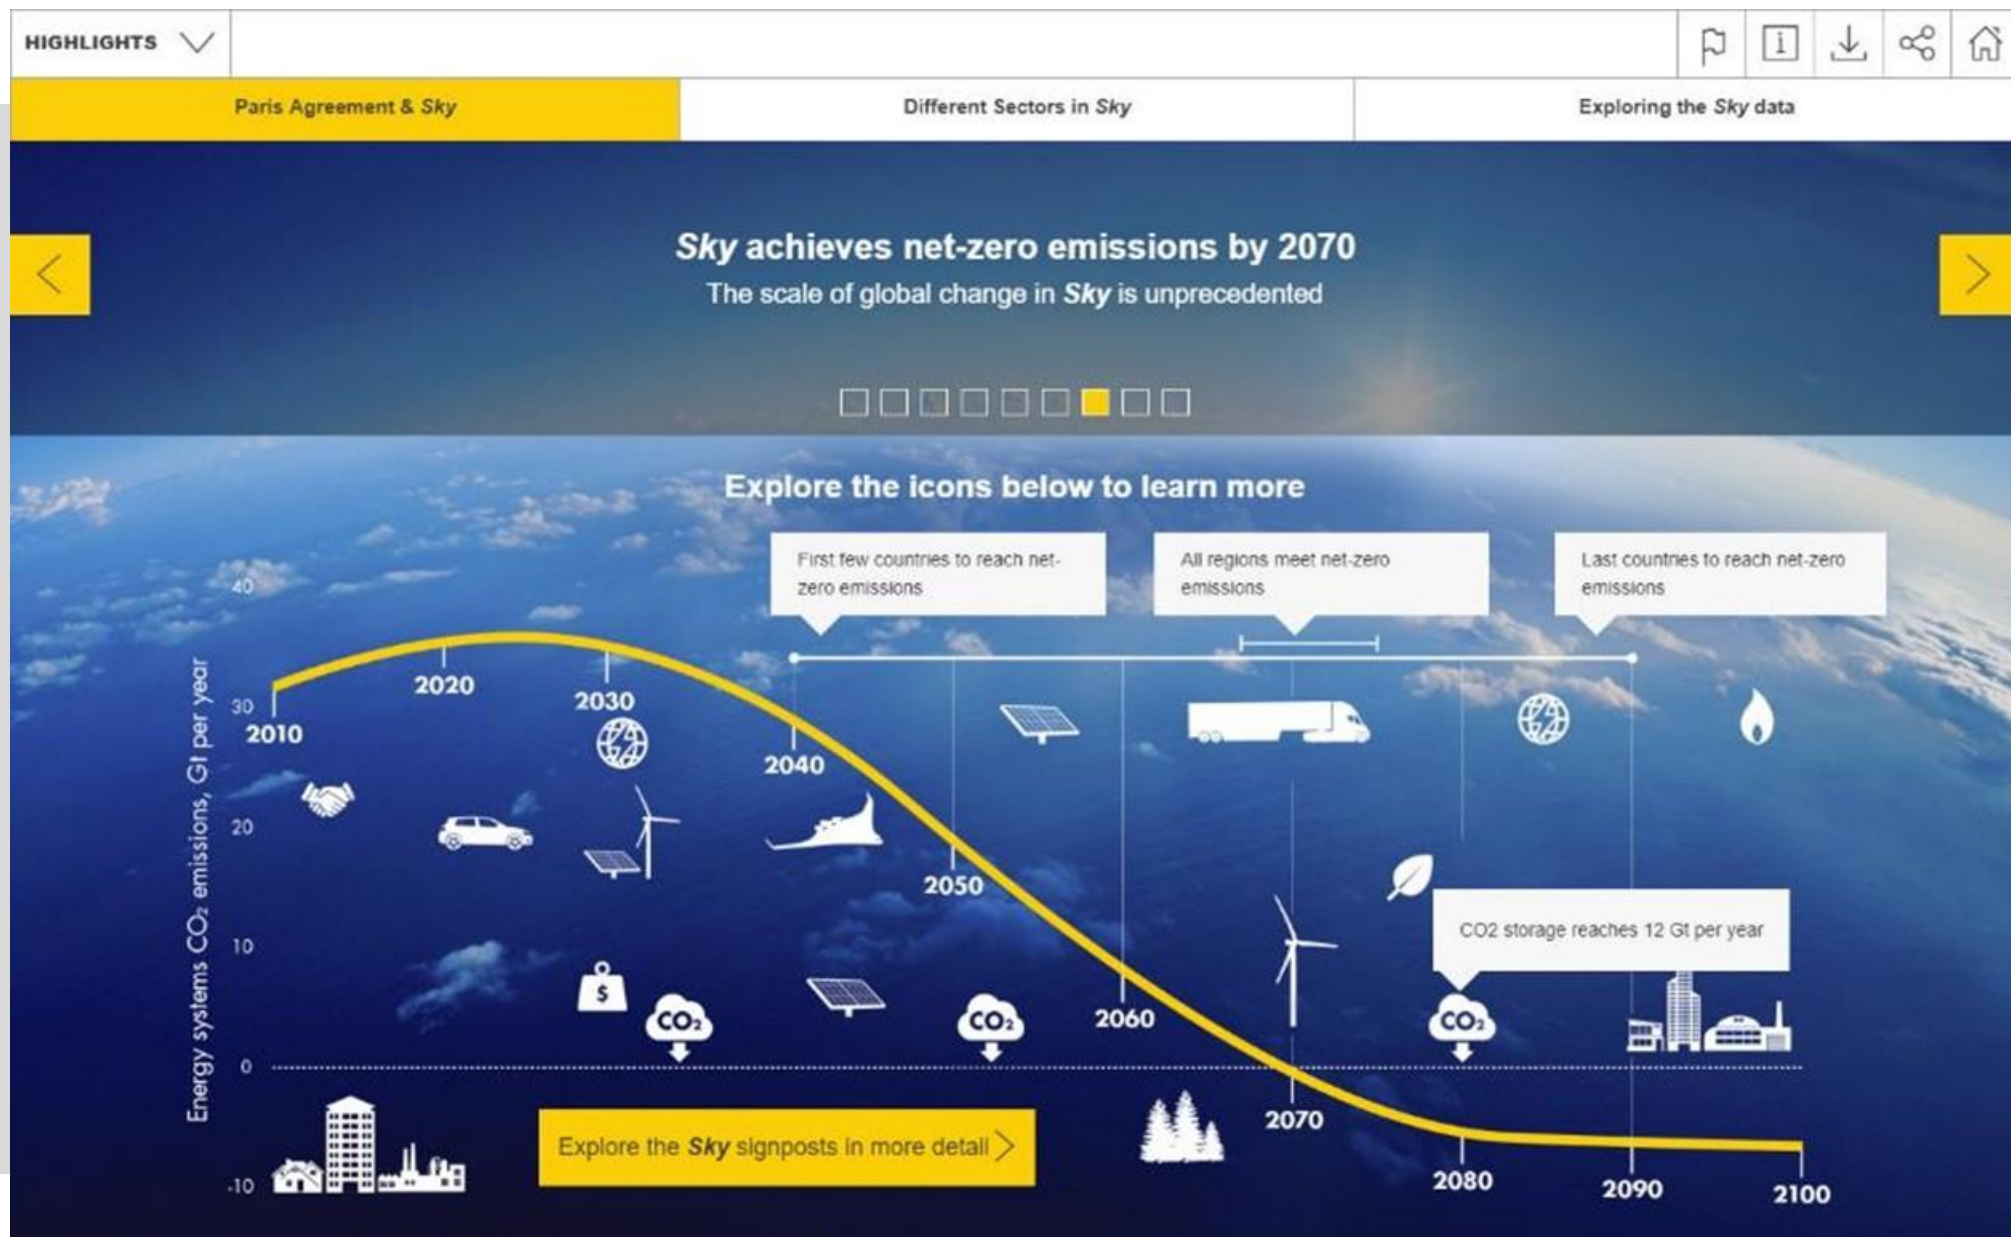 HIGHLIGHTS
Paris Agreement & Sky
Different Sectors in Sky
Exploring the Sky data
Sky achieves net-zero emissions by 2070
The scale of global change in Sky is unprecedented
Explore the icons below to learn more
First few countries to reach net-
zero emissions
All regions meet net-zero
emissions
Last countries to reach net-zero
emissions
Energy systems CO₂ emissions, Gt per year
40
30
20
10
0
-10
2010
2020
2030
2040
2050
2060
2070
2080
2090
2100
CO2 storage reaches 12 Gt per year
$
CO₂
CO₂
CO₂
Explore the Sky signposts in more detail